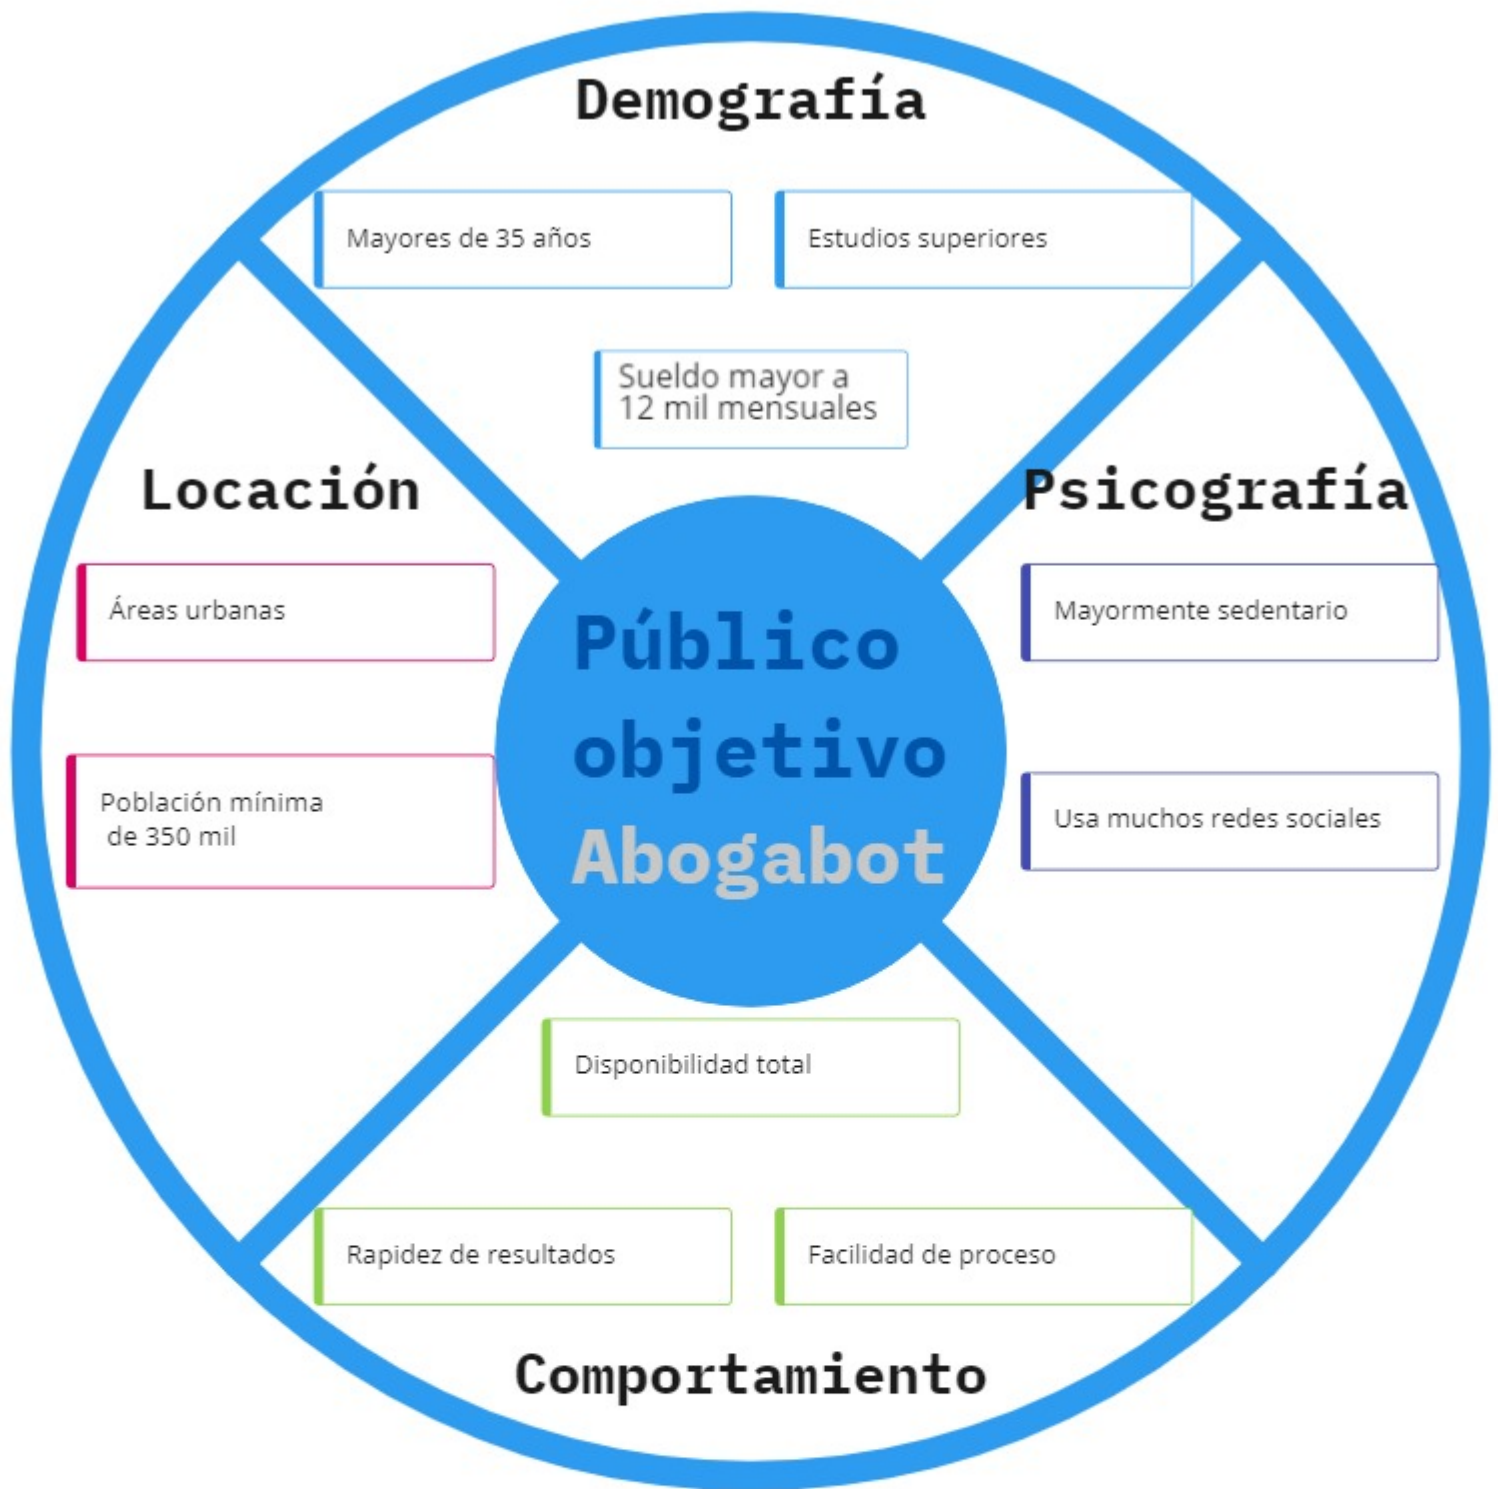 Demografía
Mayores de 35 años
Estudios superiores
Sueldo mayor a
12 mil mensuales
Locación
Áreas urbanas
Población mínima
de 350 mil
Público
objetivo
Abogabot
Psicografía
Mayormente sedentario
Usa muchos redes sociales
Disponibilidad total
Rapidez de resultados
Facilidad de proceso
Comportamiento